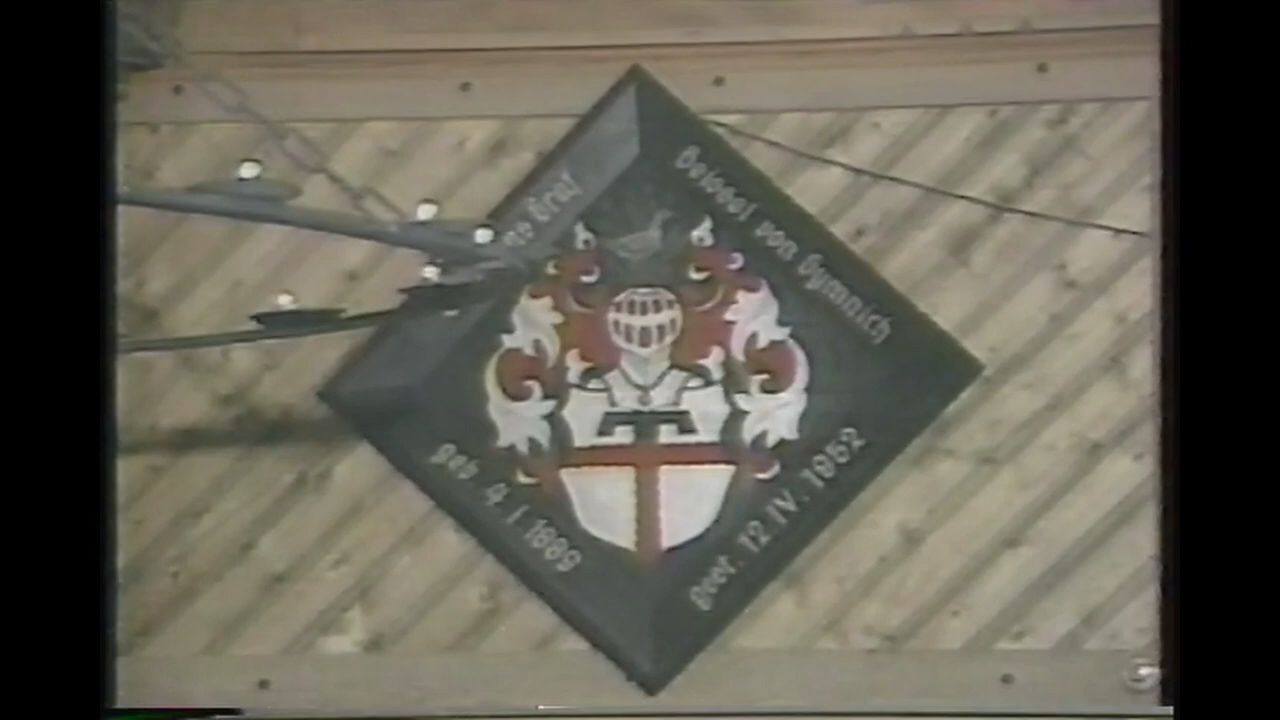 Graf
Beissel von Gymnich
geb. 4. I. 1889
gest. 12. IV. 1952